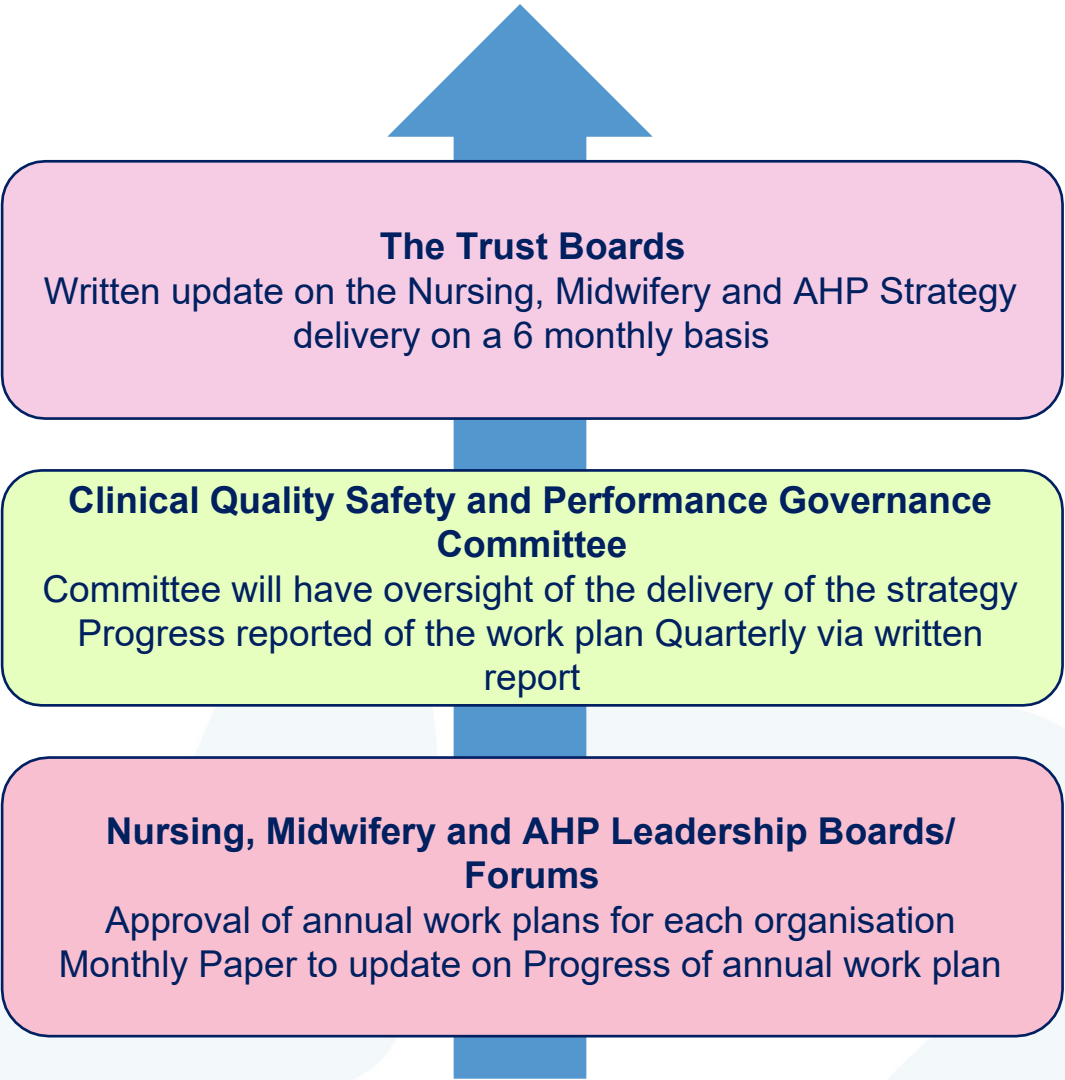 The Trust Boards
Written update on the Nursing, Midwifery and AHP Strategy
delivery on a 6 monthly basis
Clinical Quality Safety and Performance Governance
Committee
Committee will have oversight of the delivery of the strategy
Progress reported of the work plan Quarterly via written
report
Nursing, Midwifery and AHP Leadership Boards/
Forums
Approval of annual work plans for each organisation
Monthly Paper to update on Progress of annual work plan